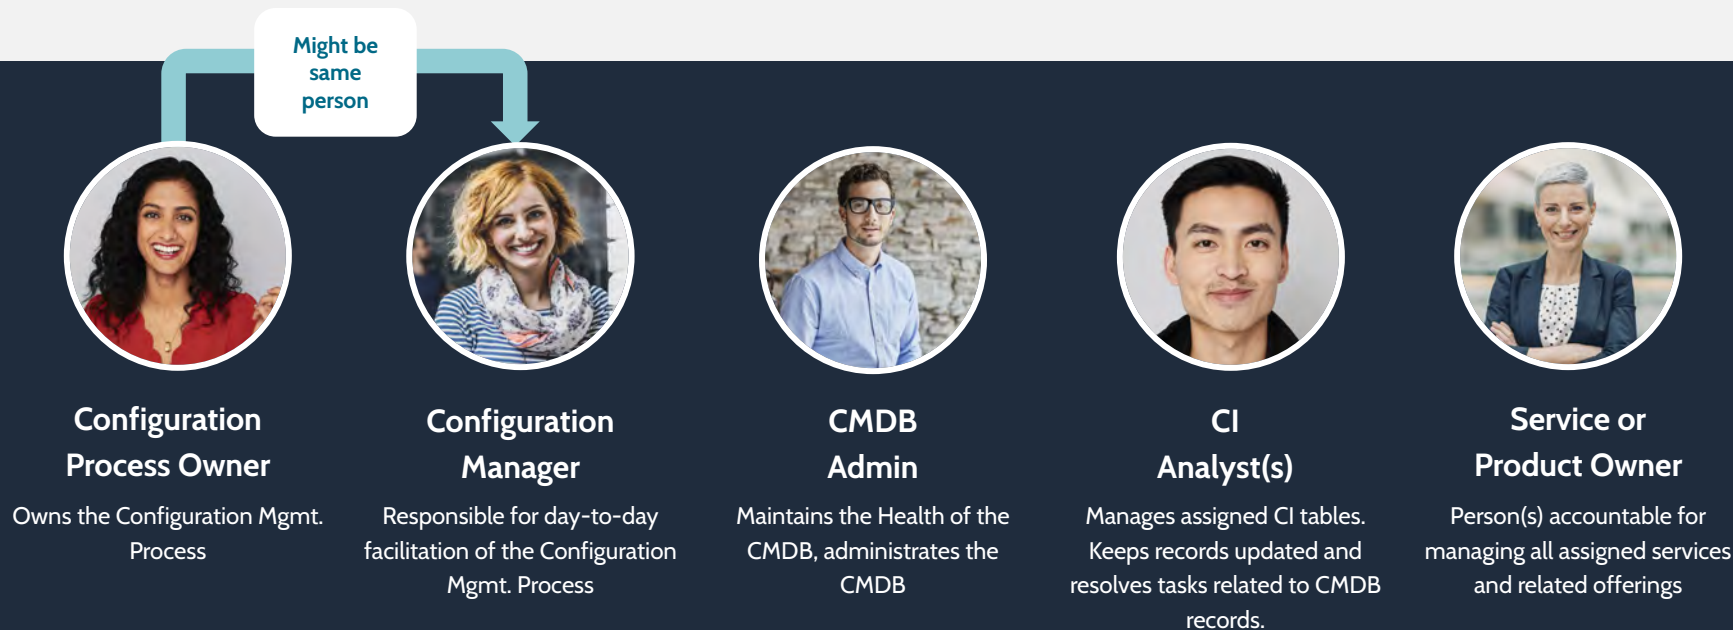 Might be
same
person
Configuration
Process Owner
Owns the Configuration Mgmt.
Process
Configuration
Manager
Responsible for day-to-day
facilitation of the Configuration
Mgmt. Process
CMDB
Admin
Maintains the Health of the
CMDB, administrates the
CMDB
CI
Analyst(s)
Manages assigned CI tables.
Keeps records updated and
resolves tasks related to CMDB
records.
Service or
Product Owner
Person(s) accountable for
managing all assigned services
and related offerings